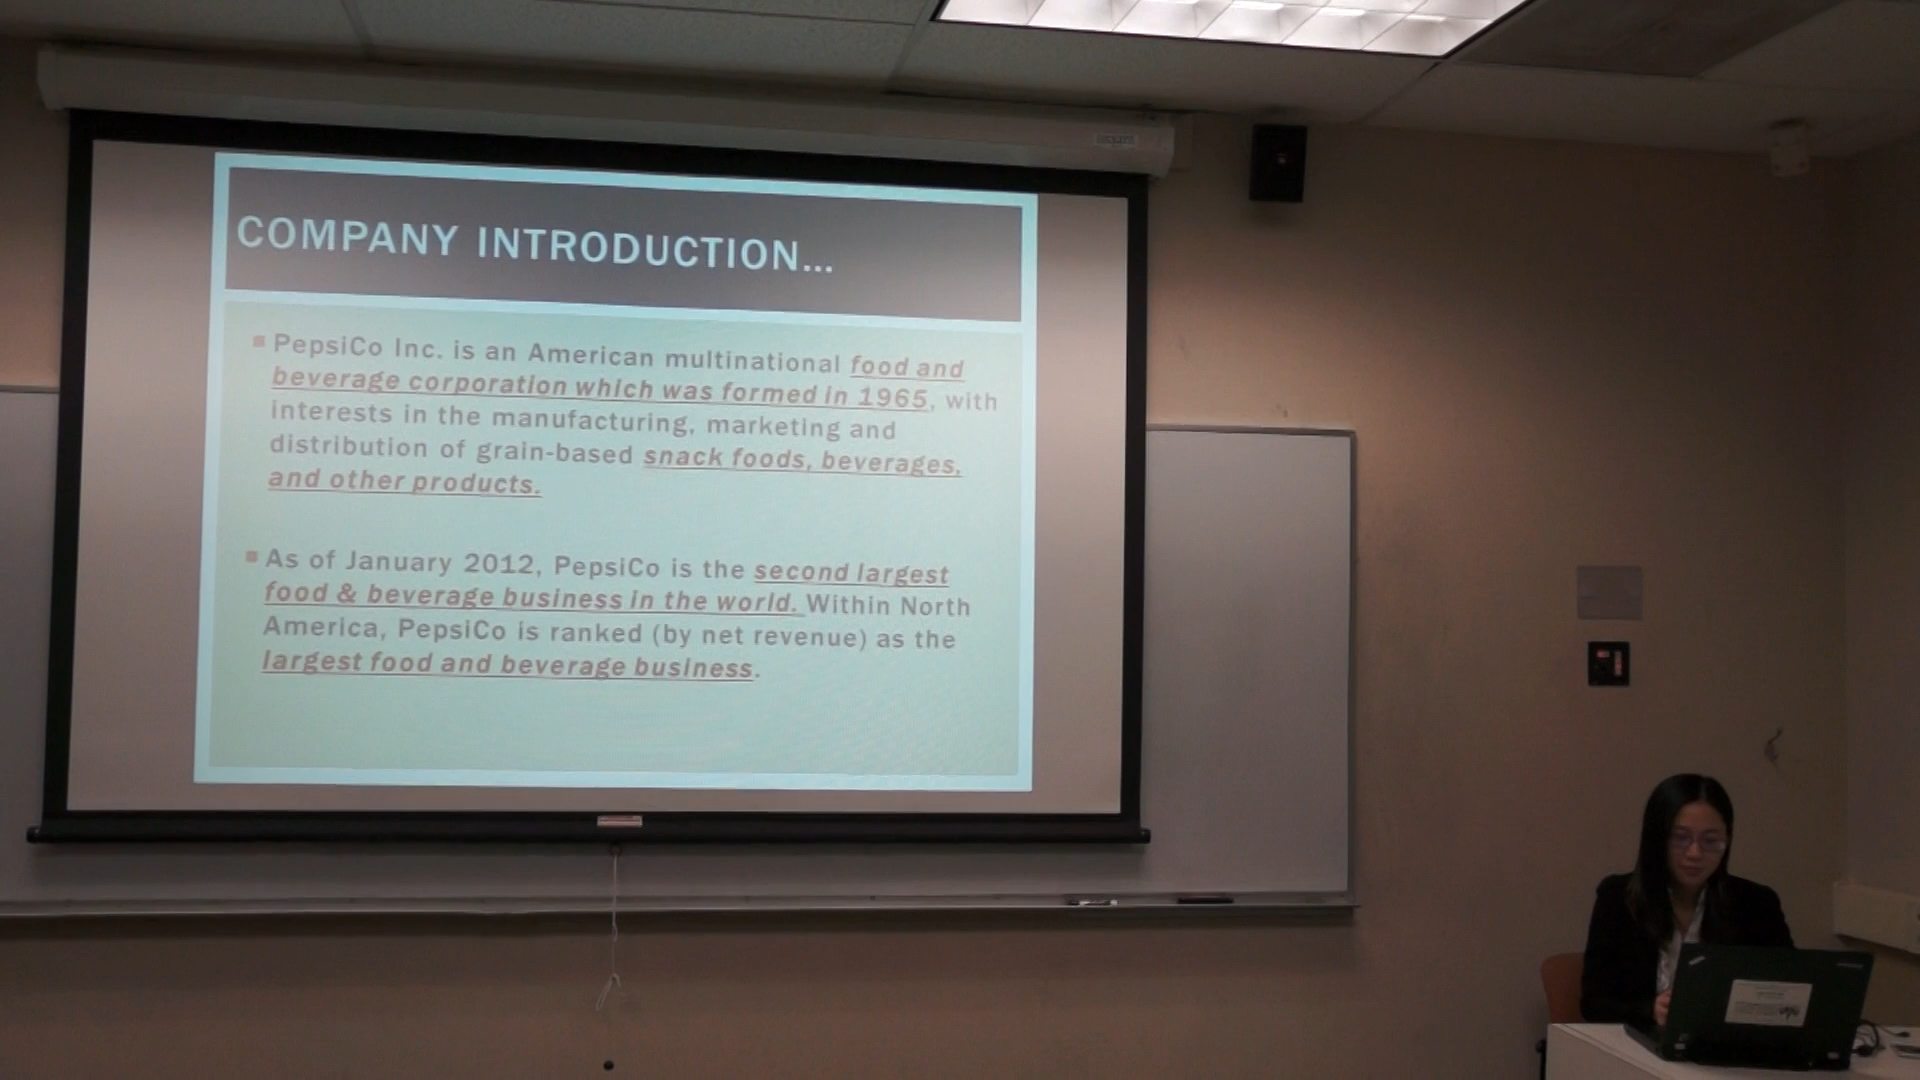 COMPANY INTRODUCTION...
PepsiCo Inc. is an American multinational food and
beverage corporation which was formed in 1965, with
interests in the manufacturing, marketing and
distribution of grain-based snack foods, beverages,
and other products.
As of January 2012, PepsiCo is the second largest
food & beverage business in the world. Within North
America, PepsiCo is ranked (by net revenue) as the
largest food and beverage business.